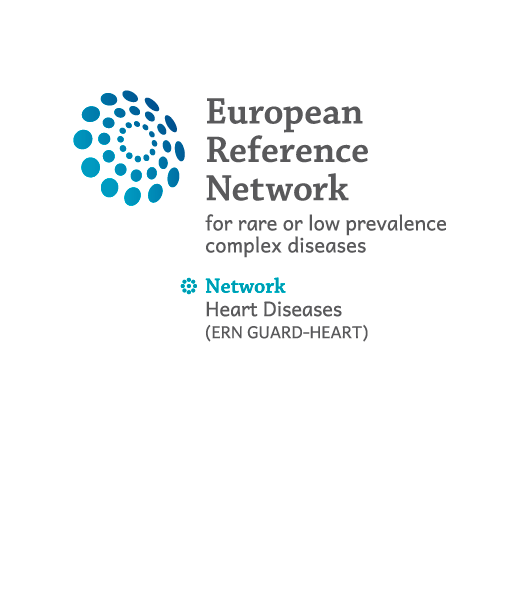 European
Reference
Network
for rare or low prevalence
complex diseases
Network
Heart Diseases
(ERN GUARD-HEART)